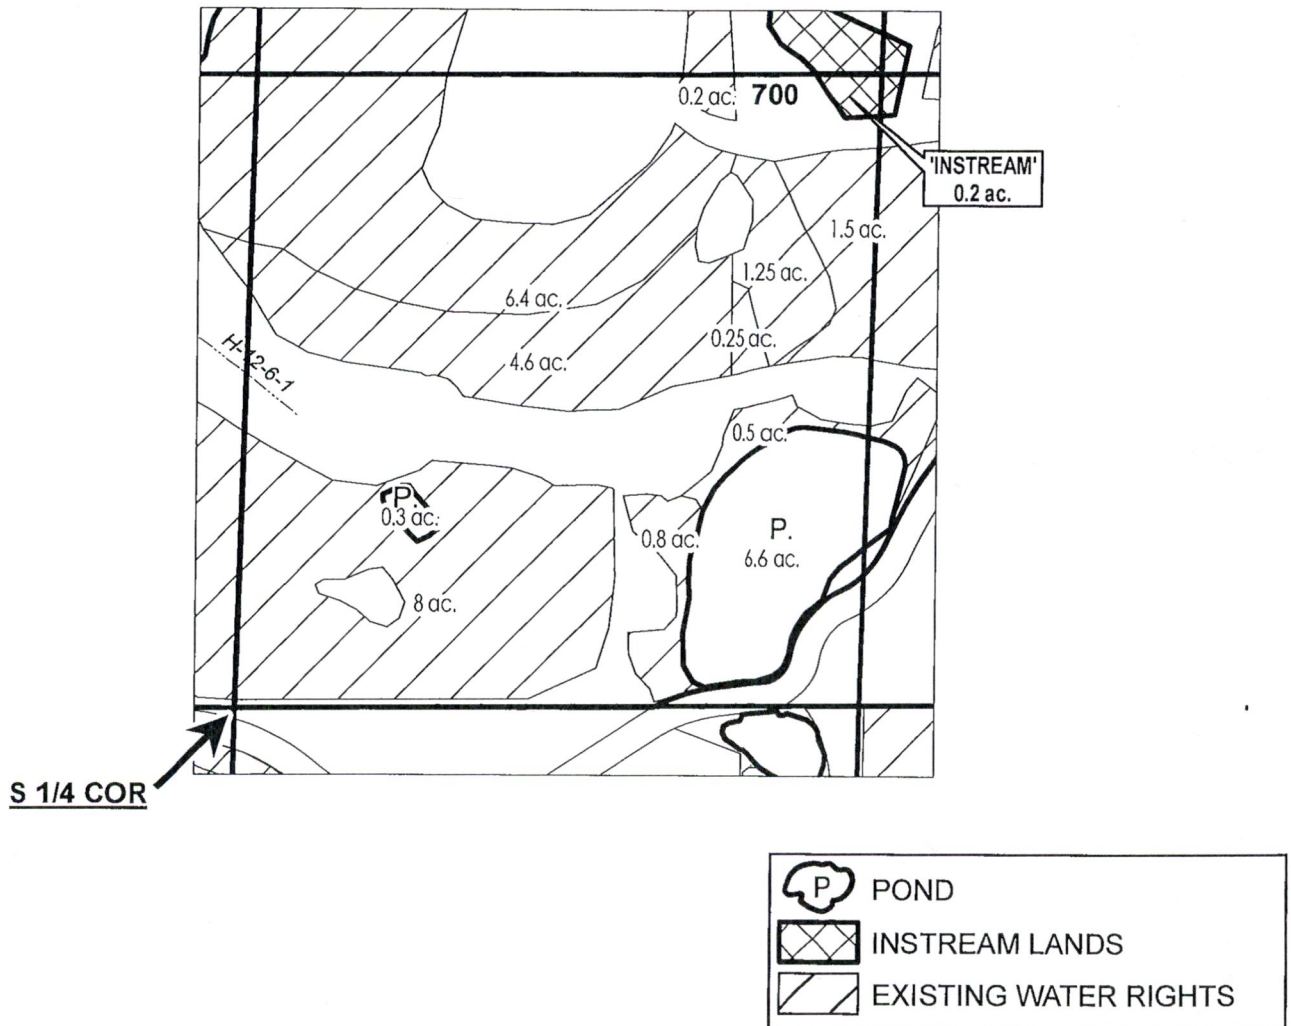 0.2 ac. 700
'INSTREAM'
0.2 ac.
1.5 ac.
1.25 ac.
6.4 ac.
0.25 ac.
H-12-6-1
4.6 ac.
0.5 ac.
P.
0.3 ac.
P.
6.6 ac.
0.8 ac.
8 ac.
S 1/4 COR
P POND
INSTREAM LANDS
EXISTING WATER RIGHTS